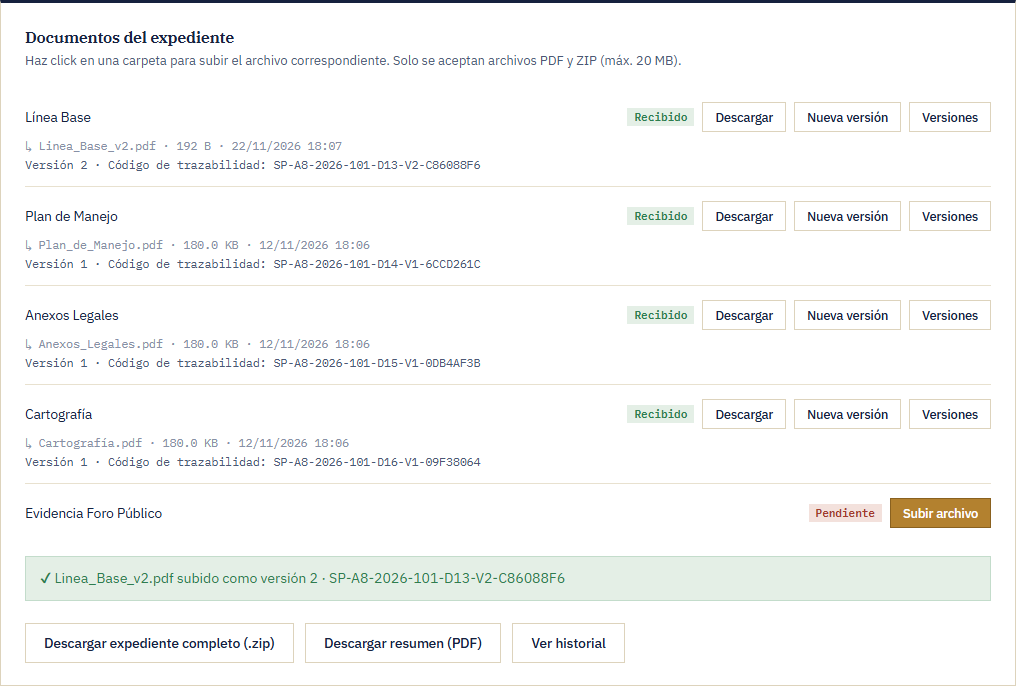 Documentos del expediente
Haz click en una carpeta para subir el archivo correspondiente. Solo se aceptan archivos PDF y ZIP (máx. 20 MB).
Línea Base Recibido Descargar Nueva versión Versiones
↳ Linea_Base_v2.pdf · 192 B · 22/11/2026 18:07
Versión 2 · Código de trazabilidad: SP-A8-2026-101-D13-V2-C86088F6
Plan de Manejo Recibido Descargar Nueva versión Versiones
↳ Plan_de_Manejo.pdf · 180.0 KB · 12/11/2026 18:06
Versión 1 · Código de trazabilidad: SP-A8-2026-101-D14-V1-6CCD261C
Anexos Legales Recibido Descargar Nueva versión Versiones
↳ Anexos_Legales.pdf · 180.0 KB · 12/11/2026 18:06
Versión 1 · Código de trazabilidad: SP-A8-2026-101-D15-V1-0DB4AF3B
Cartografía Recibido Descargar Nueva versión Versiones
↳ Cartografía.pdf · 180.0 KB · 12/11/2026 18:06
Versión 1 · Código de trazabilidad: SP-A8-2026-101-D16-V1-09F38064
Evidencia Foro Público Pendiente Subir archivo
✓ Linea_Base_v2.pdf subido como versión 2 · SP-A8-2026-101-D13-V2-C86088F6
Descargar expediente completo (.zip) Descargar resumen (PDF) Ver historial